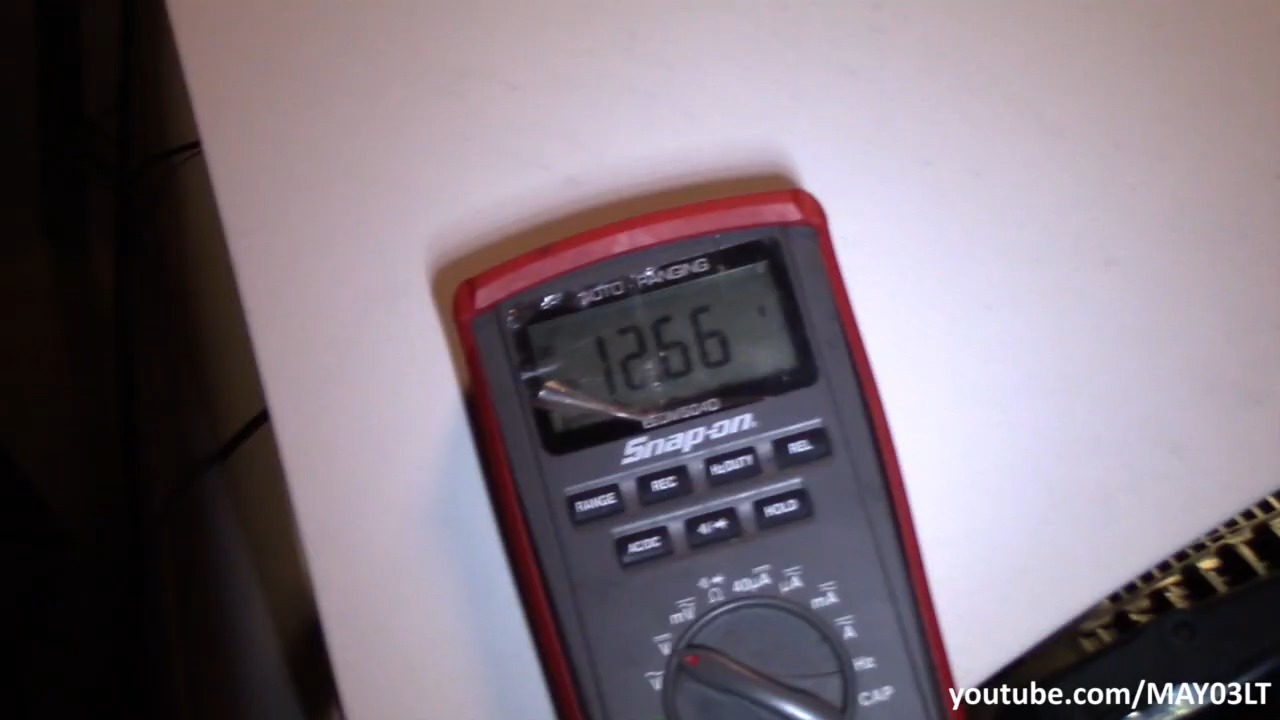 AUTO RANGING
12.66 V
Snap-on
RANGE REC Hz/DUTY REL
AC/DC HOLD
Ω 40µA µA
mV mA
V A
V Hz
CAP
youtube.com/MAY03LT